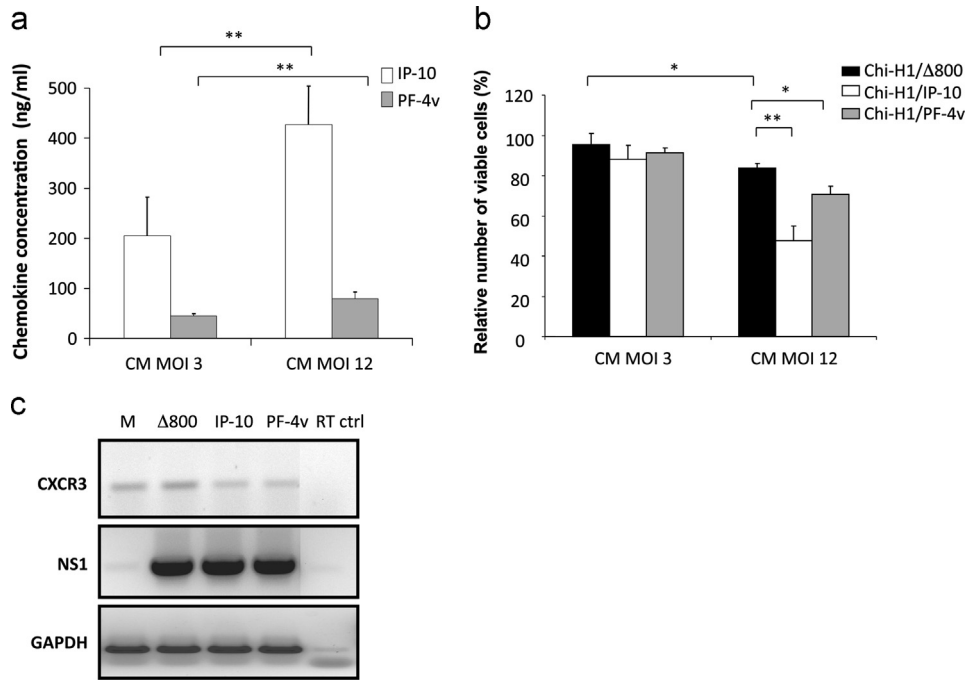 a
**
**
IP-10
PF-4v
Chemokine concentration (ng/ml)
500
400
300
200
100
0
CM MOI 3
CM MOI 12
b
*
*
**
Chi-H1/Δ800
Chi-H1/IP-10
Chi-H1/PF-4v
Relative number of viable cells (%)
120
100
80
60
40
20
0
CM MOI 3
CM MOI 12
c
M Δ800 IP-10 PF-4v RT ctrl
CXCR3
NS1
GAPDH